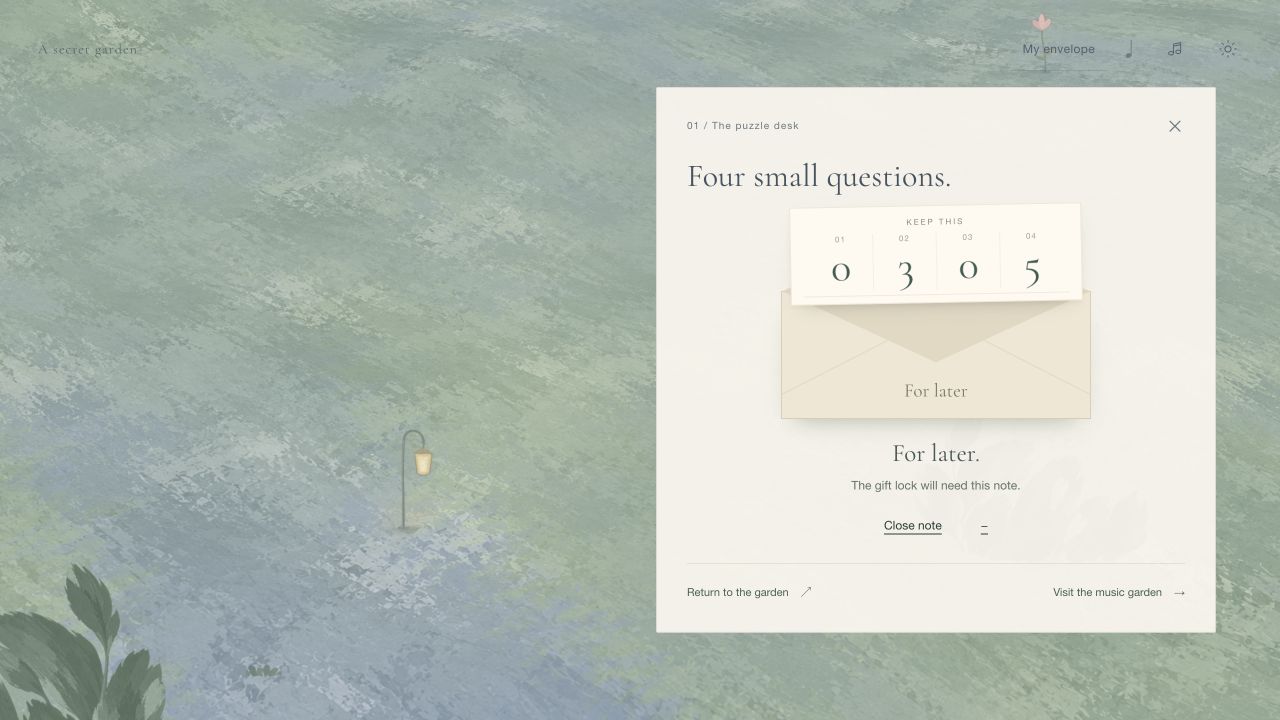 A secret garden
My envelope
01 / The puzzle desk
Four small questions.
KEEP THIS
01 02 03 04
0 3 0 5
For later
For later.
The gift lock will need this note.
Close note –
Return to the garden ↗
Visit the music garden →